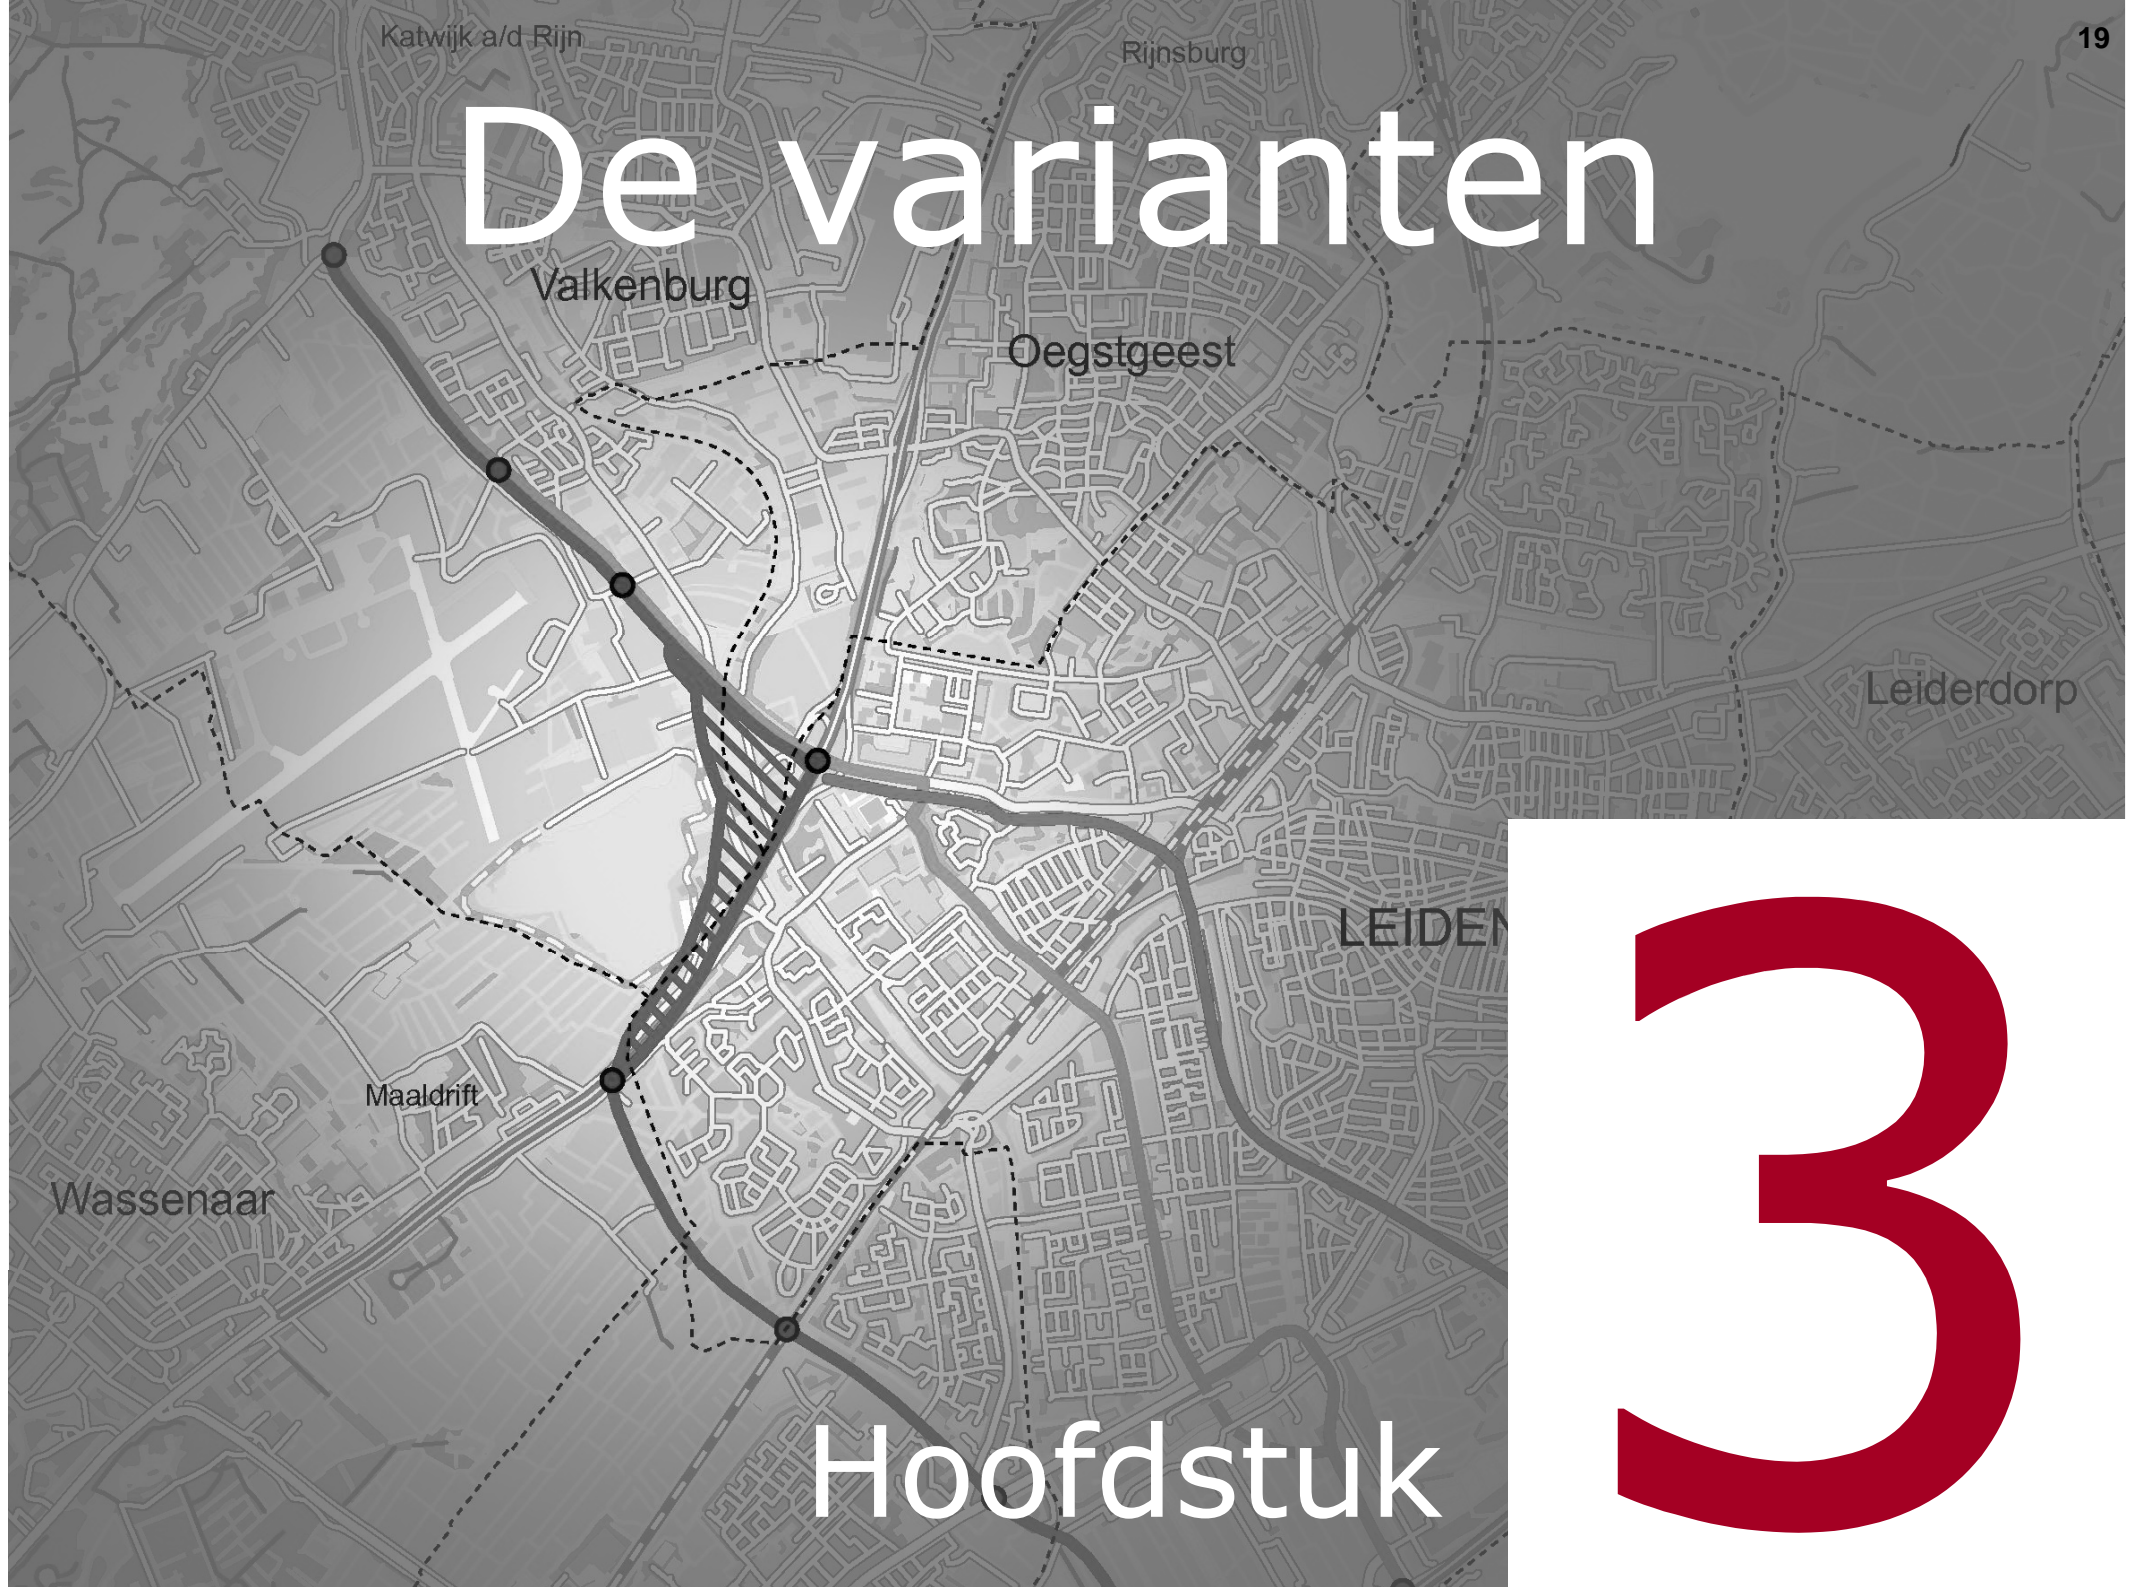 Katwijk a/d Rijn
Rijnsburg
19
De varianten
Valkenburg
Oegstgeest
Leiderdorp
LEIDEN
Maaldrift
Wassenaar
Hoofdstuk
3